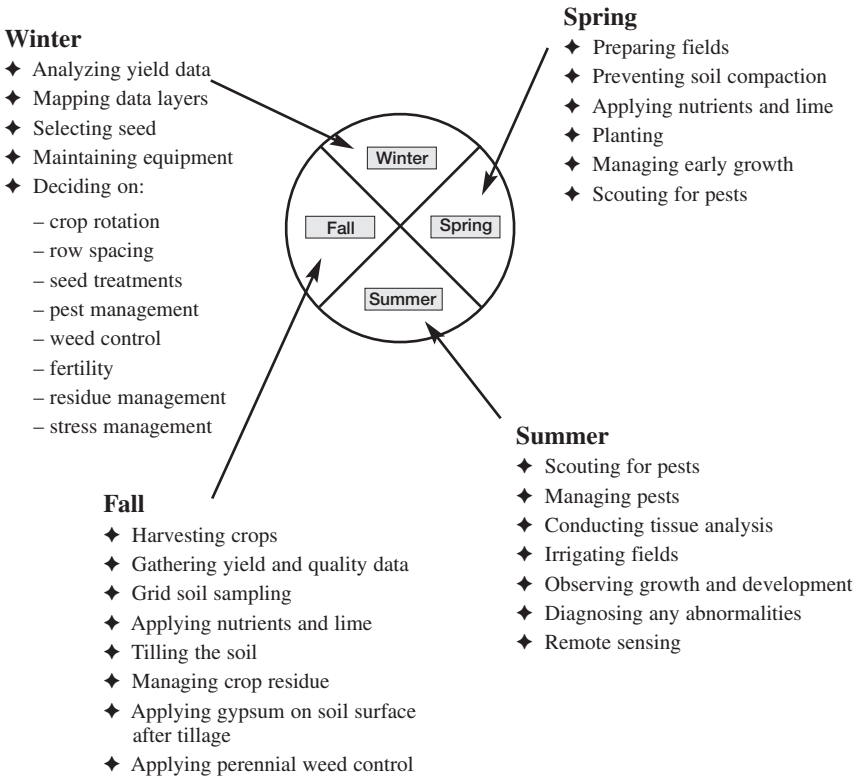 Winter
✦ Analyzing yield data
✦ Mapping data layers
✦ Selecting seed
✦ Maintaining equipment
✦ Deciding on:
– crop rotation
– row spacing
– seed treatments
– pest management
– weed control
– fertility
– residue management
– stress management
Spring
✦ Preparing fields
✦ Preventing soil compaction
✦ Applying nutrients and lime
✦ Planting
✦ Managing early growth
✦ Scouting for pests
Winter
Fall
Spring
Summer
Summer
✦ Scouting for pests
✦ Managing pests
✦ Conducting tissue analysis
✦ Irrigating fields
✦ Observing growth and development
✦ Diagnosing any abnormalities
✦ Remote sensing
Fall
✦ Harvesting crops
✦ Gathering yield and quality data
✦ Grid soil sampling
✦ Applying nutrients and lime
✦ Tilling the soil
✦ Managing crop residue
✦ Applying gypsum on soil surface
after tillage
✦ Applying perennial weed control